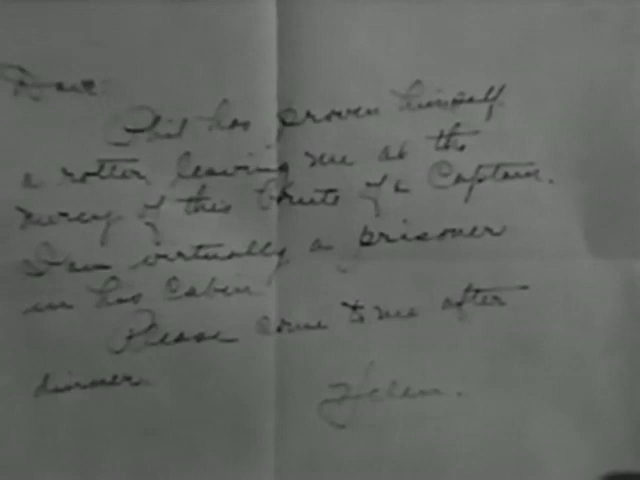 Dave
Phil has proven himself
a rotter, leaving me at the
mercy of this brute of a Captain.
I am virtually a prisoner
in his cabin
Please come to me after
dinner.
Helen.